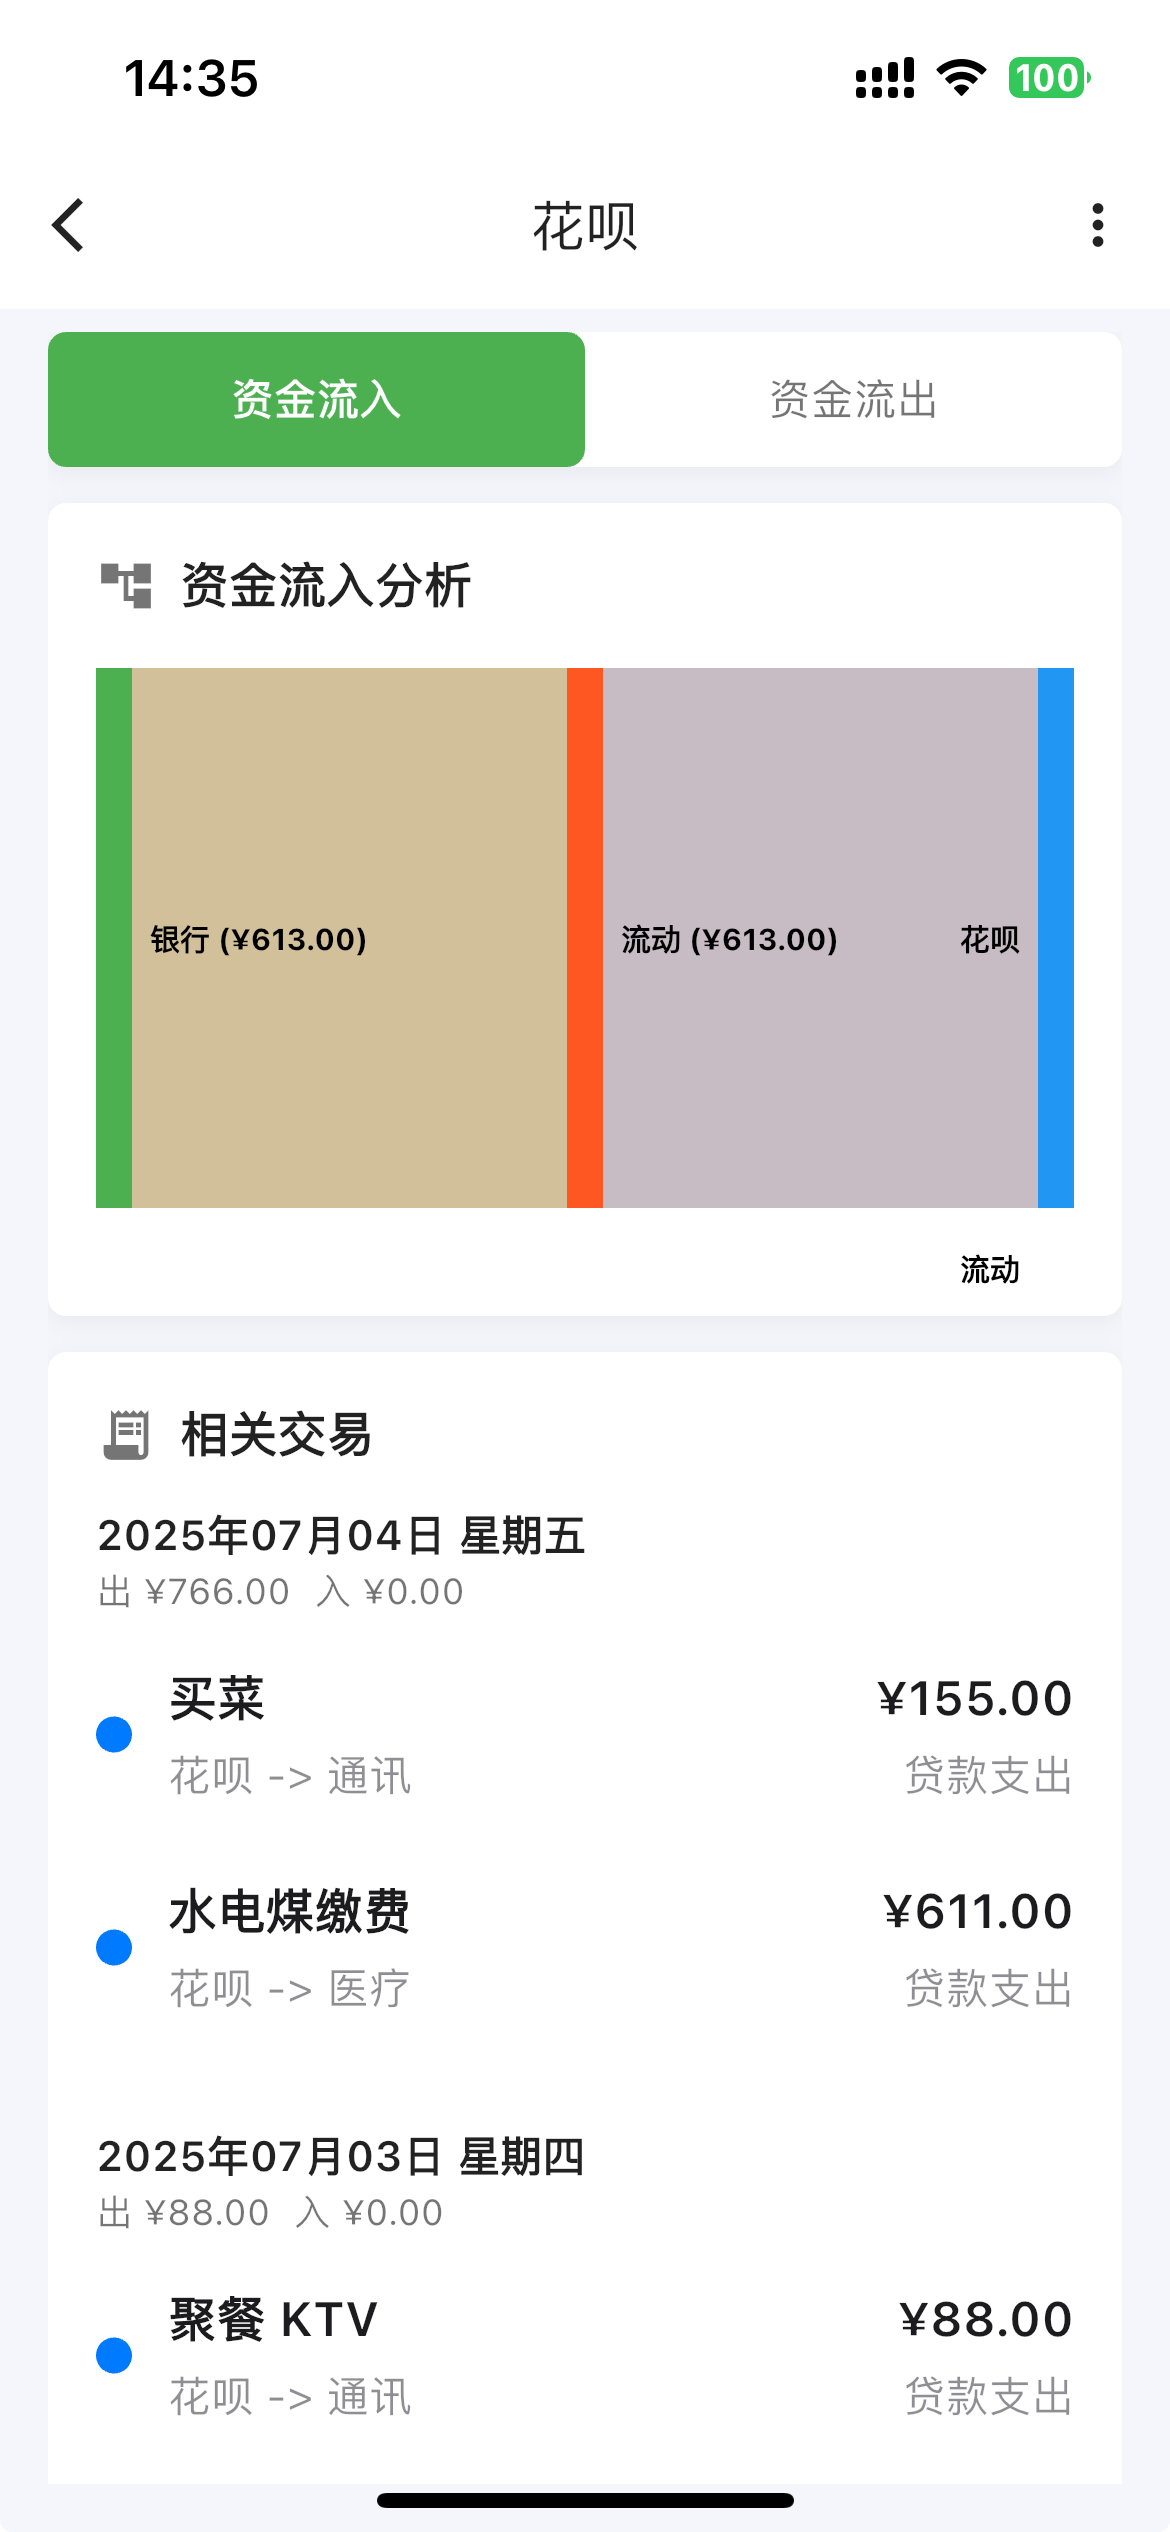 14:35
100
花呗
资金流入
资金流出
资金流入分析
银行 (¥613.00)
流动 (¥613.00)
花呗
流动
相关交易
2025年07月04日 星期五
出 ¥766.00 入 ¥0.00
买菜
¥155.00
花呗 -> 通讯
贷款支出
水电煤缴费
¥611.00
花呗 -> 医疗
贷款支出
2025年07月03日 星期四
出 ¥88.00 入 ¥0.00
聚餐 KTV
¥88.00
花呗 -> 通讯
贷款支出